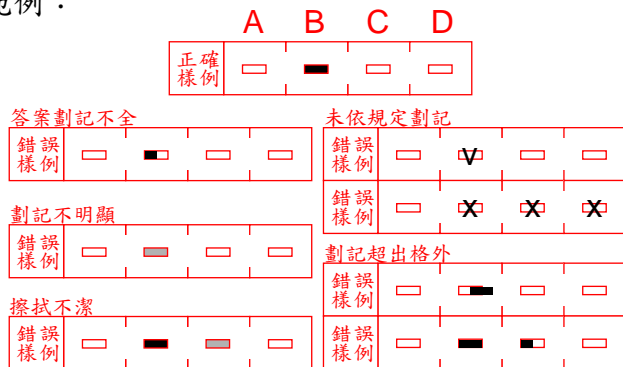 範例：
A B C D
正確樣例
答案劃記不全
錯誤樣例
劃記不明顯
錯誤樣例
擦拭不潔
錯誤樣例
未依規定劃記
錯誤樣例 V
錯誤樣例 X X X
劃記超出格外
錯誤樣例
錯誤樣例